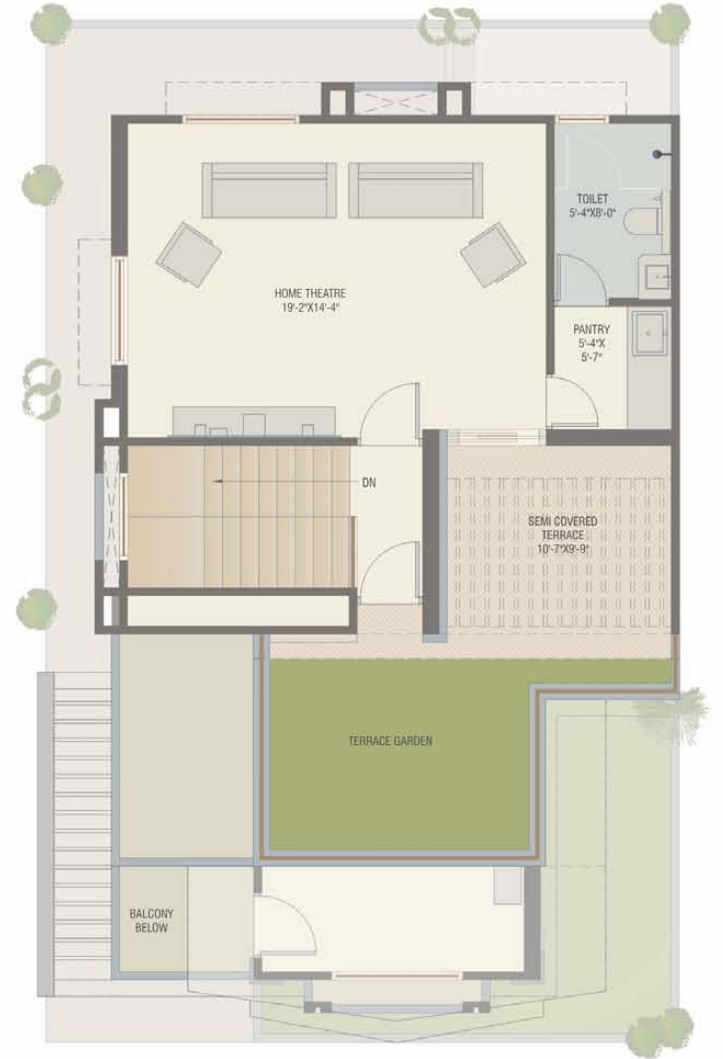 TOILET
5'-4"X8'-0"
HOME THEATRE
19'-2"X14'-4"
PANTRY
5'-4"X
5'-7"
DN
SEMI COVERED
TERRACE
10'-7"X9'-9"
TERRACE GARDEN
BALCONY
BELOW